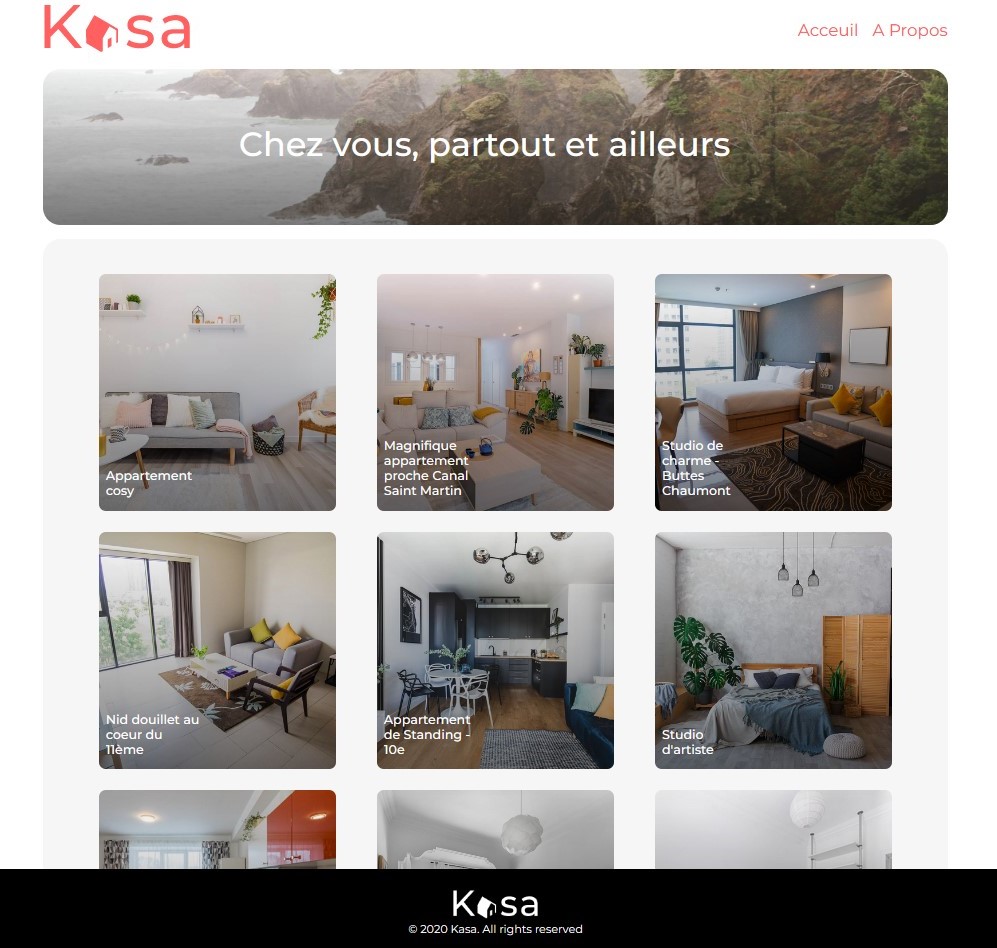 Kasa
Acceuil A Propos
Chez vous, partout et ailleurs
Appartement
cosy
Magnifique
appartement
proche Canal
Saint Martin
Studio de
charme -
Buttes
Chaumont
Nid douillet au
coeur du
11ème
Appartement
de Standing -
10e
Studio
d'artiste
Kasa
© 2020 Kasa. All rights reserved